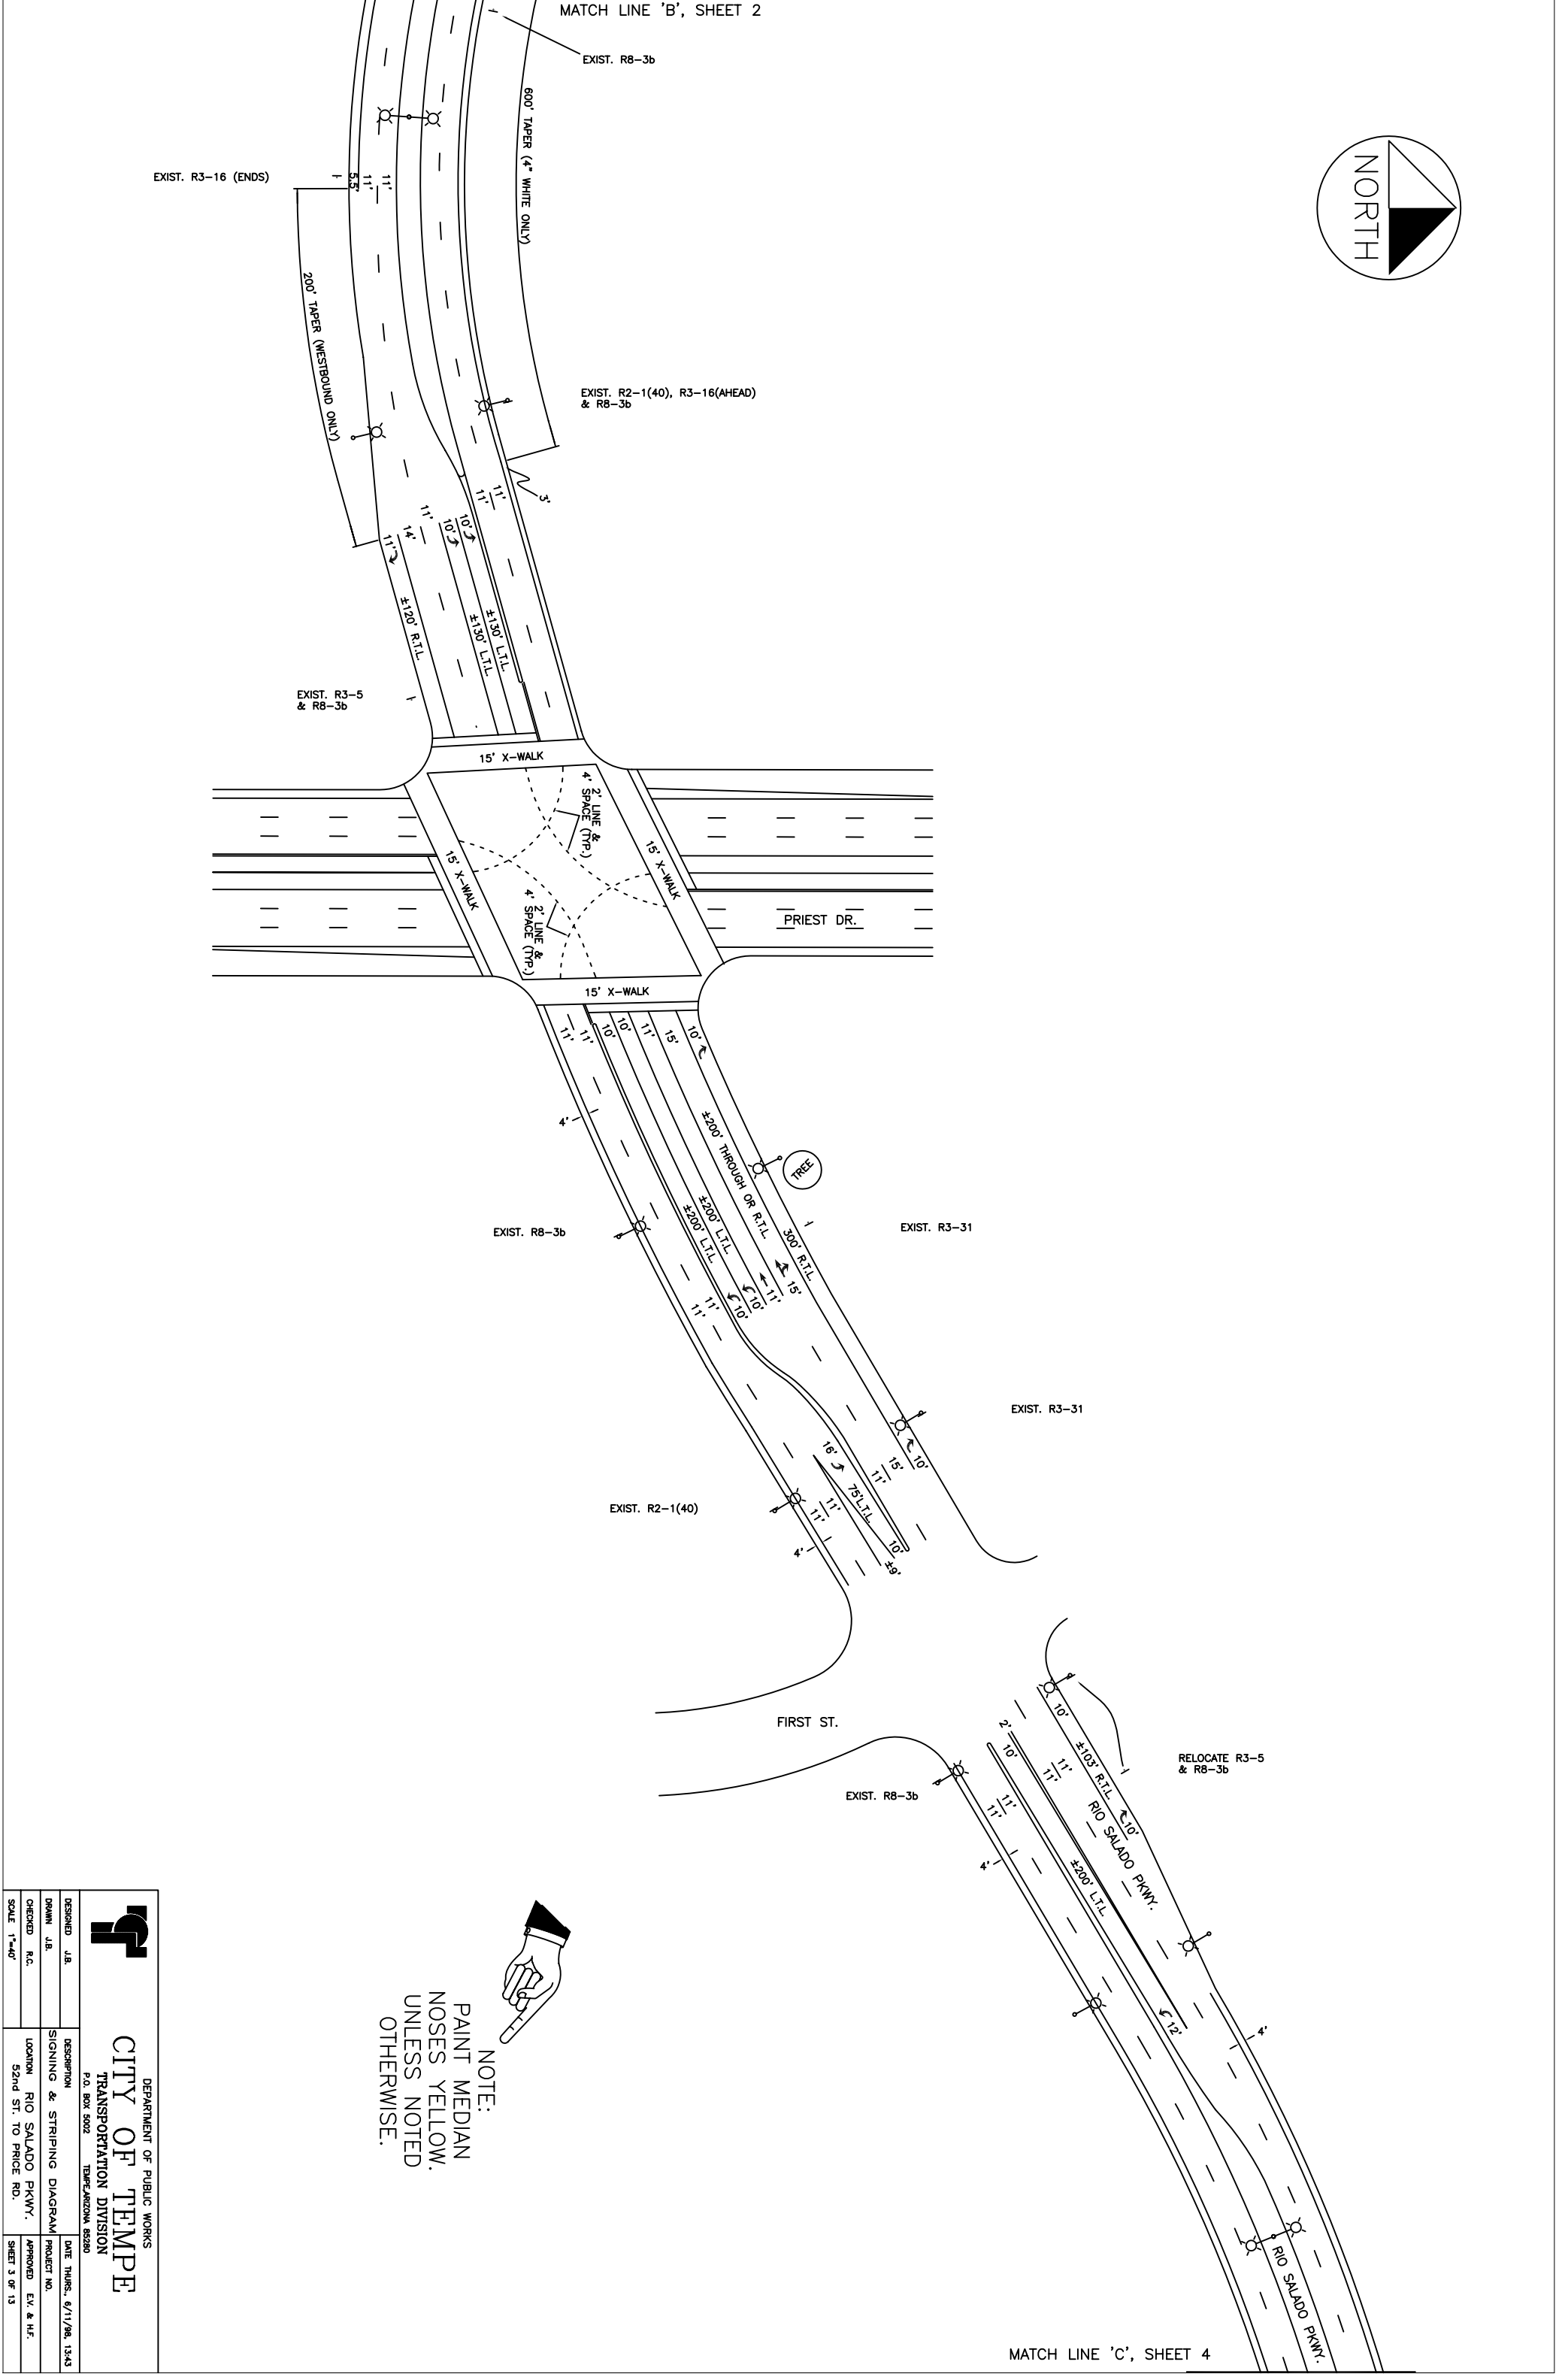 MATCH LINE 'B', SHEET 2
EXIST. R8-3b
600' TAPER (4" WHITE ONLY)
NORTH
EXIST. R3-16 (ENDS)
5.5'
11'
11'
200' TAPER (WESTBOUND ONLY)
EXIST. R2-1(40), R3-16(AHEAD)
& R8-3b
3'
11'
11'
10'
10'
11'
14'
11'
±120' R.T.L.
±130' L.T.L.
±130' L.T.L.
EXIST. R3-5
& R8-3b
15' X-WALK
2' LINE &
4' SPACE (TYP.)
15' X-WALK
15' X-WALK
2' LINE &
4' SPACE (TYP.)
PRIEST DR.
15' X-WALK
11'
11'
10'
10'
11'
15'
10'
4'
±200' THROUGH OR R.T.L.
TREE
EXIST. R3-31
EXIST. R8-3b
±200' L.T.L.
±200' L.T.L.
300' R.T.L.
15'
11'
10'
10'
11'
11'
EXIST. R3-31
10'
15'
11'
16'
75'L.T.L.
11'
11'
EXIST. R2-1(40)
4'
10'
±9'
FIRST ST.
10'
2'
10'
11'
11'
±103' R.T.L.
10'
RELOCATE R3-5
& R8-3b
EXIST. R8-3b
11'
11'
RIO SALADO PKWY.
4'
±200' L.T.L.
12'
4'
NOTE:
PAINT MEDIAN
NOSES YELLOW.
UNLESS NOTED
OTHERWISE.
RIO SALADO PKWY.
MATCH LINE 'C', SHEET 4
DEPARTMENT OF PUBLIC WORKS
CITY OF TEMPE
TRANSPORTATION DIVISION
P.O. BOX 5002 TEMPE,ARIZONA 85280
DESIGNED J.B.
DESCRIPTION
DATE THURS., 6/11/98, 13:43
DRAWN J.B.
SIGNING & STRIPING DIAGRAM
PROJECT NO.
CHECKED R.C.
LOCATION RIO SALADO PKWY.
APPROVED E.V. & H.F.
SCALE 1"=40'
52nd ST. TO PRICE RD.
SHEET 3 OF 13